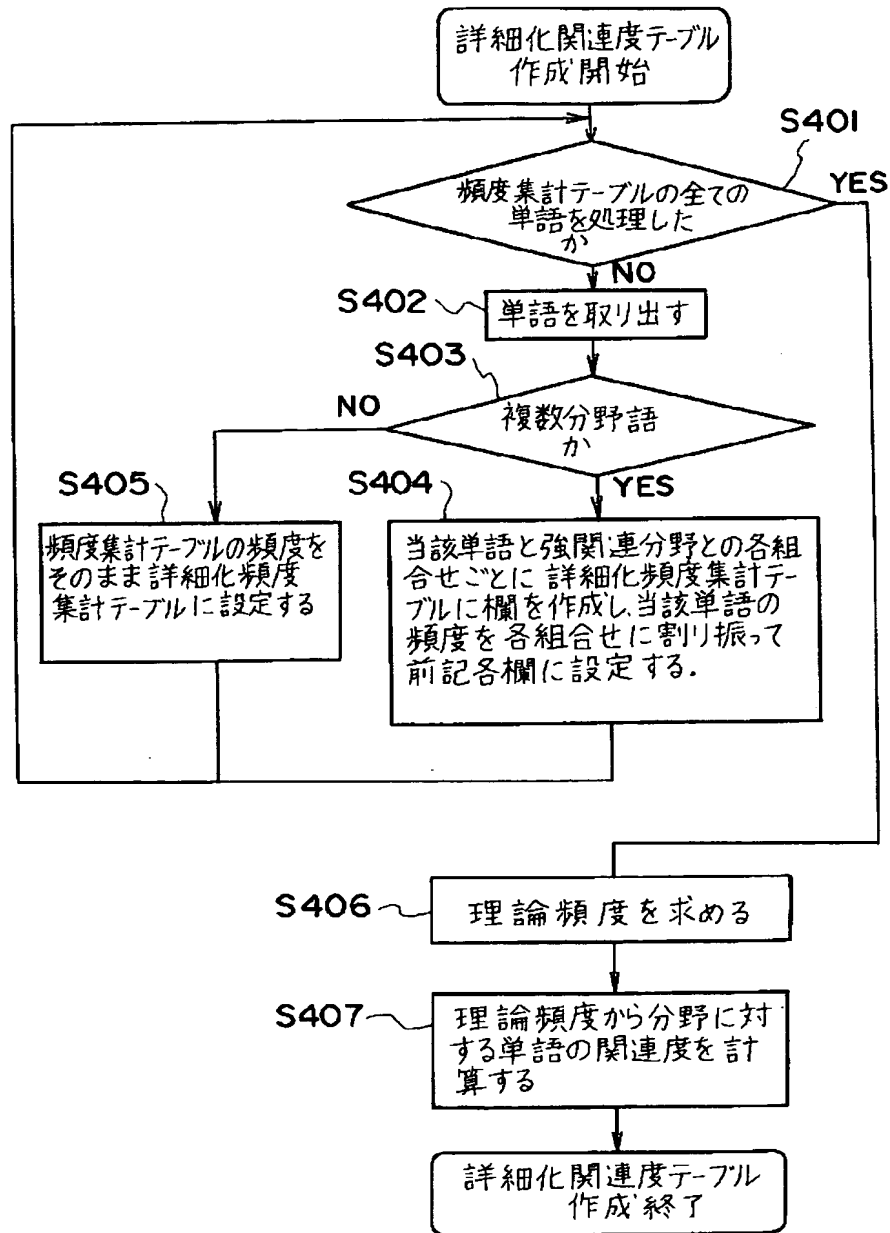 詳細化関連度テーブル
作成開始
S401
YES
頻度集計テーブルの全ての
単語を処理した
か
NO
S402
単語を取り出す
S403
NO
複数分野語
か
YES
S405
頻度集計テーブルの頻度を
そのまま詳細化頻度
集計テーブルに設定する
S404
当該単語と強関連分野との各組
合せごとに詳細化頻度集計テー
ブルに欄を作成し、当該単語の
頻度を各組合せに割り振って
前記各欄に設定する.
S406
理論頻度を求める
S407
理論頻度から分野に対
する単語の関連度を計
算する
詳細化関連度テーブル
作成終了